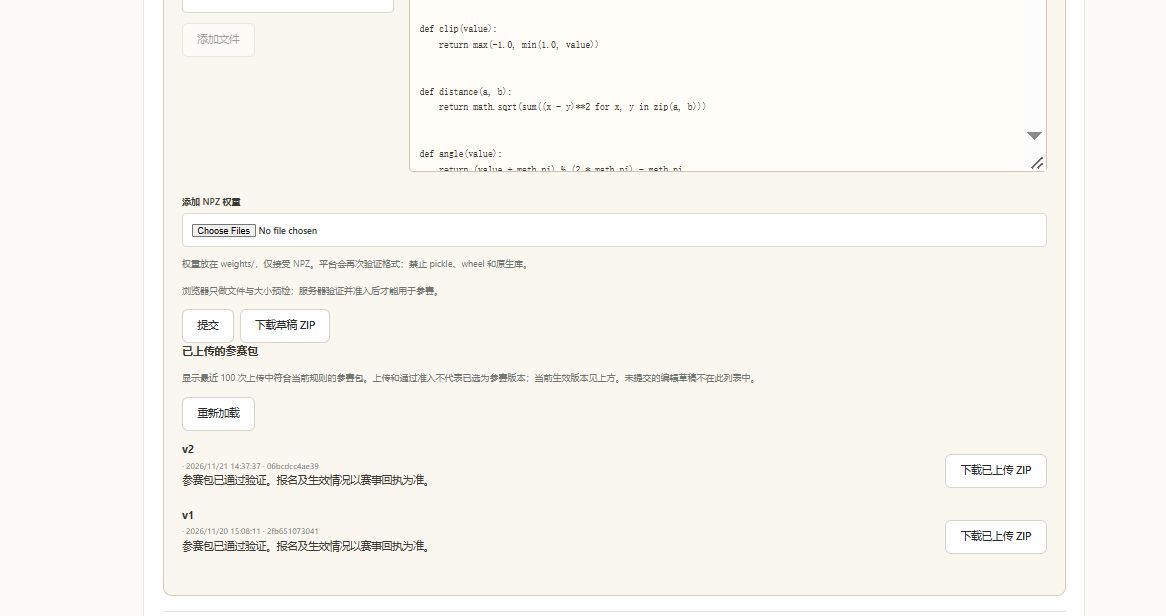 添加文件
def clip(value):
    return max(-1.0, min(1.0, value))
def distance(a, b):
    return math.sqrt(sum((x - y)**2 for x, y in zip(a, b)))
def angle(value):
    return (value + math.pi) % (2 * math.pi) - math.pi
添加 NPZ 权重
Choose Files No file chosen
权重放在 weights/，仅接受 NPZ。平台会再次验证格式；禁止 pickle、wheel 和原生库。
浏览器只做文件与大小预检；服务器验证并准入后才能用于参赛。
提交 下载草稿 ZIP
已上传的参赛包
显示最近 100 次上传中符合当前规则的参赛包。上传和通过准入不代表已选为参赛版本；当前生效版本见上方。未提交的编辑草稿不在此列表中。
重新加载
v2
· 2026/11/21 14:37:37 · 06bcdcc4ae39
参赛包已通过验证。报名及生效情况以赛事回执为准。
下载已上传 ZIP
v1
· 2026/11/20 15:08:11 · 2fb651073041
参赛包已通过验证。报名及生效情况以赛事回执为准。
下载已上传 ZIP